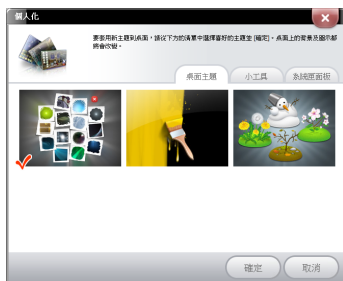 個人化
要套用新主題到桌面，請從下方的清單中選擇喜好的主題並 [確定]。桌面上的背景及圖示都
將會改變。
桌面主題 小工具 系統匣面板
確定 取消